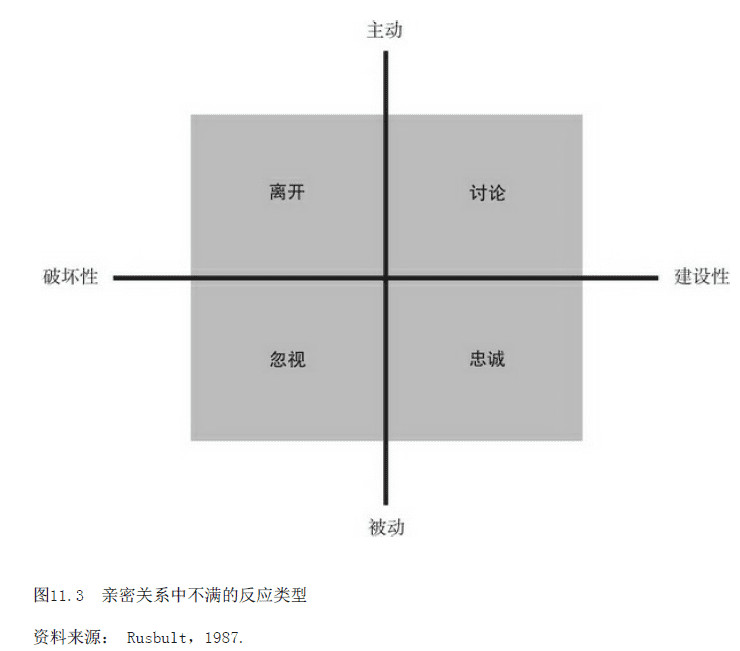 主动
离开 讨论
破坏性 建设性
忽视 忠诚
被动
图11.3 亲密关系中不满的反应类型
资料来源： Rusbult，1987.